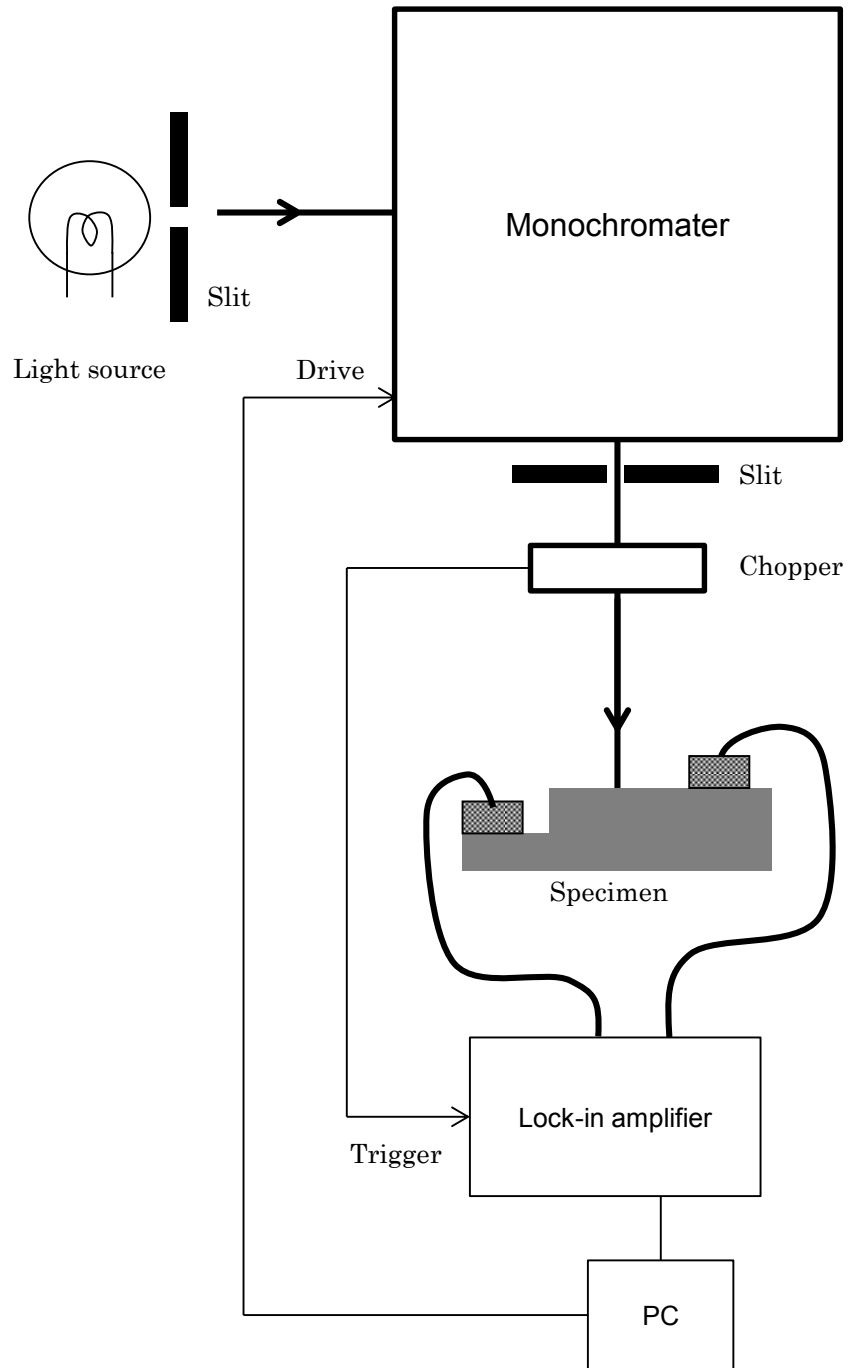 Monochromater
Slit
Light source
Drive
Slit
Chopper
Specimen
Lock-in amplifier
Trigger
PC